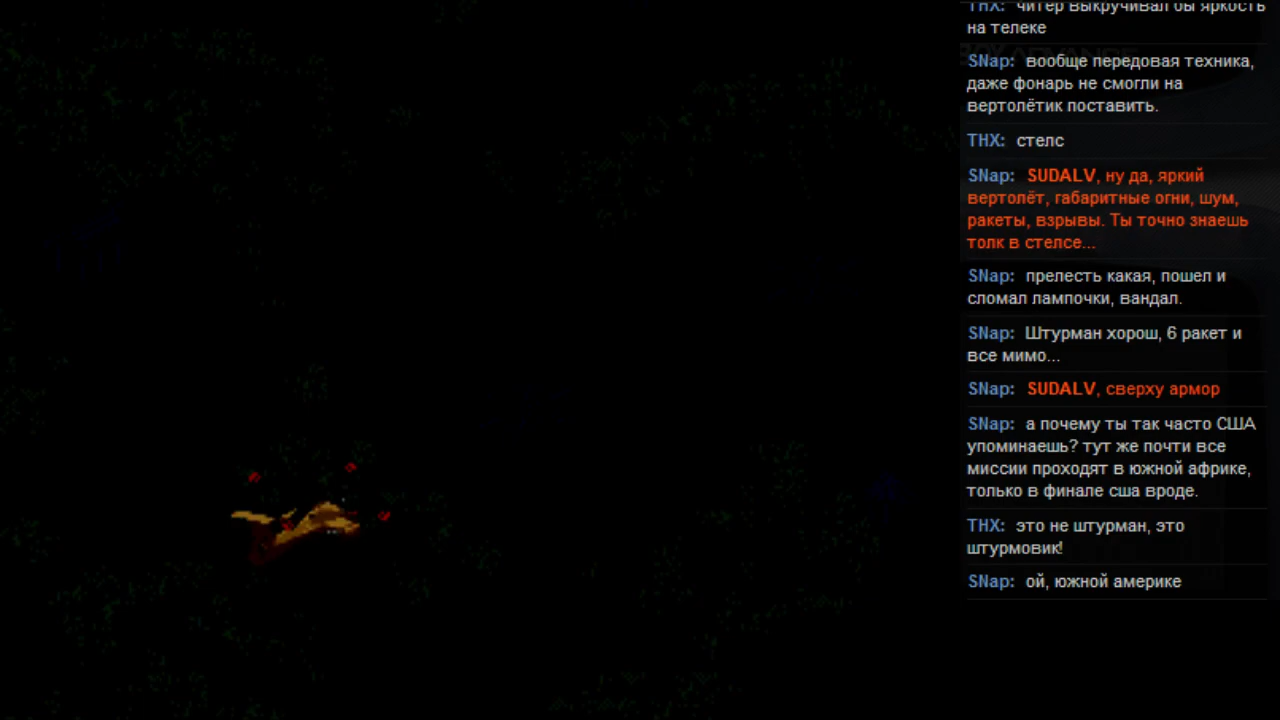 THX: читер выкручивал бы яркость
на телеке
SNap: вообще передовая техника,
даже фонарь не смогли на
вертолётик поставить.
THX: стелс
SNap: SUDALV, ну да, яркий
вертолёт, габаритные огни, шум,
ракеты, взрывы. Ты точно знаешь
толк в стелсе...
SNap: прелесть какая, пошел и
сломал лампочки, вандал.
SNap: Штурман хорош, 6 ракет и
все мимо...
SNap: SUDALV, сверху армор
SNap: а почему ты так часто США
упоминаешь? тут же почти все
миссии проходят в южной африке,
только в финале сша вроде.
THX: это не штурман, это
штурмовик!
SNap: ой, южной америке